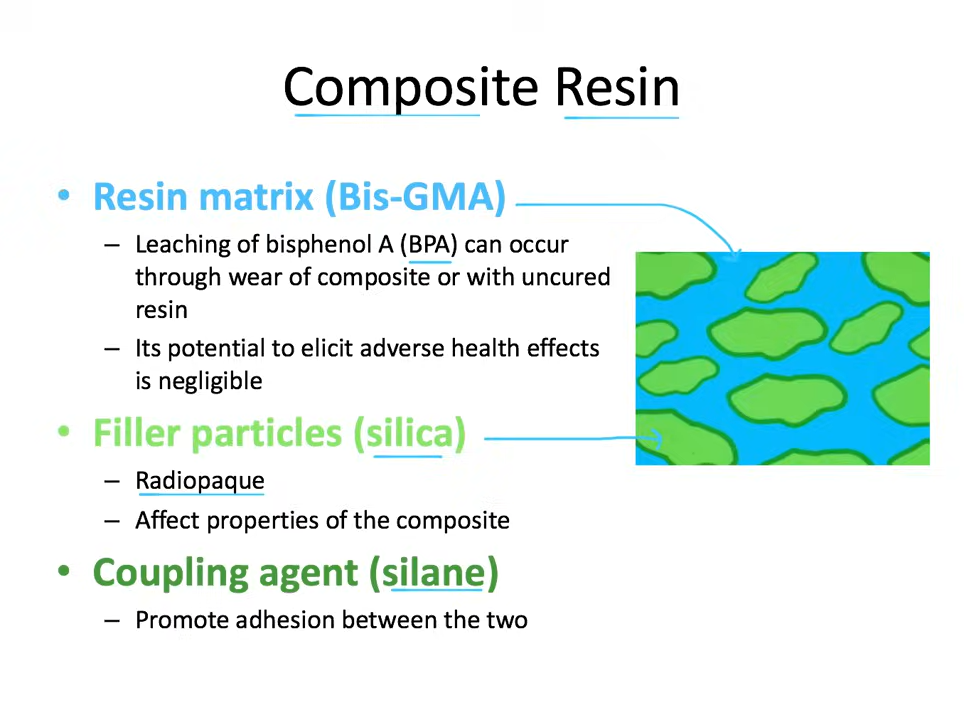 Composite Resin
• Resin matrix (Bis-GMA)
– Leaching of bisphenol A (BPA) can occur
through wear of composite or with uncured
resin
– Its potential to elicit adverse health effects
is negligible
• Filler particles (silica)
– Radiopaque
– Affect properties of the composite
• Coupling agent (silane)
– Promote adhesion between the two